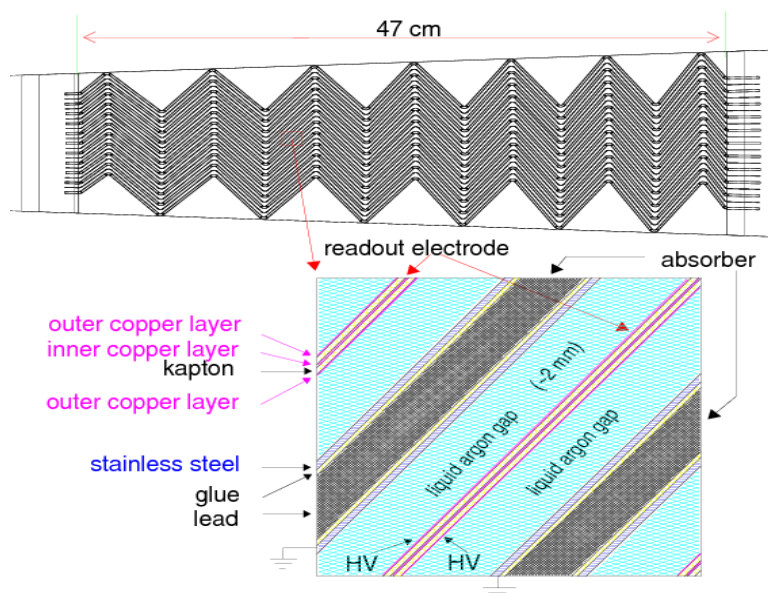 47 cm
readout electrode
absorber
outer copper layer
inner copper layer
kapton
outer copper layer
(~2 mm)
liquid argon gap
liquid argon gap
stainless steel
glue
lead
HV
HV